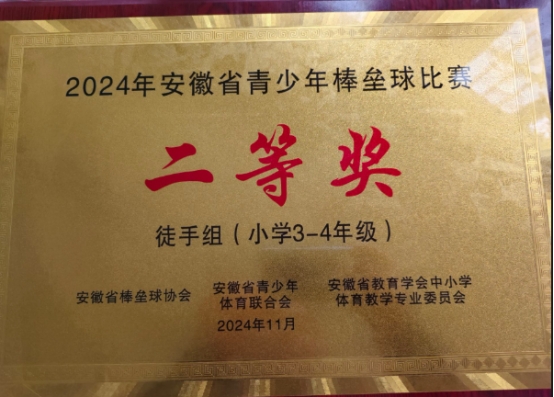 2024年安徽省青少年棒垒球比赛
二等奖
徒手组（小学3-4年级）
安徽省棒垒球协会
安徽省青少年
体育联合会
安徽省教育学会中小学
体育教学专业委员会
2024年11月